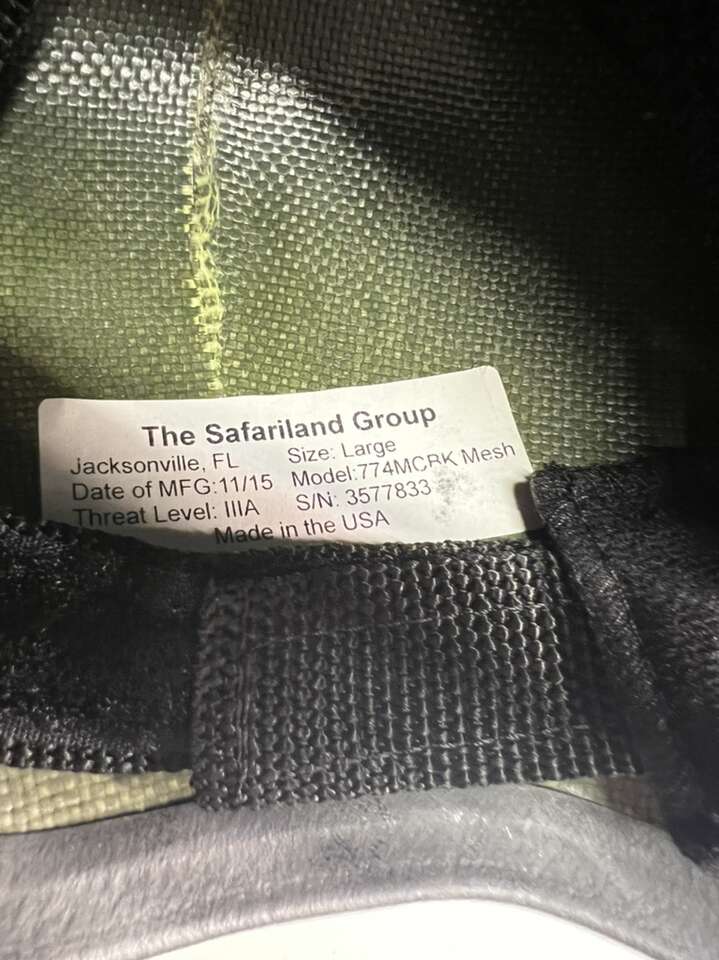 The Safariland Group
Jacksonville, FL Size: Large
Date of MFG:11/15 Model:774MCRK Mesh
Threat Level: IIIA S/N: 3577833
Made in the USA